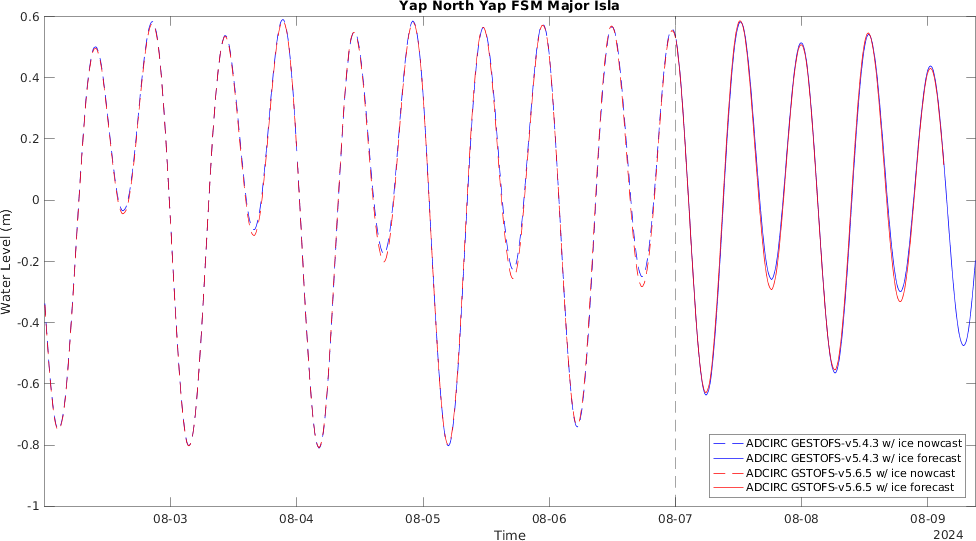 Yap North Yap FSM Major Isla
0.6
0.4
0.2
0
-0.2
-0.4
-0.6
-0.8
-1
Water Level (m)
08-03
08-04
08-05
08-06
08-07
08-08
08-09
Time
2024
ADCIRC GESTOFS-v5.4.3 w/ ice nowcast
ADCIRC GESTOFS-v5.4.3 w/ ice forecast
ADCIRC GSTOFS-v5.6.5 w/ ice nowcast
ADCIRC GSTOFS-v5.6.5 w/ ice forecast